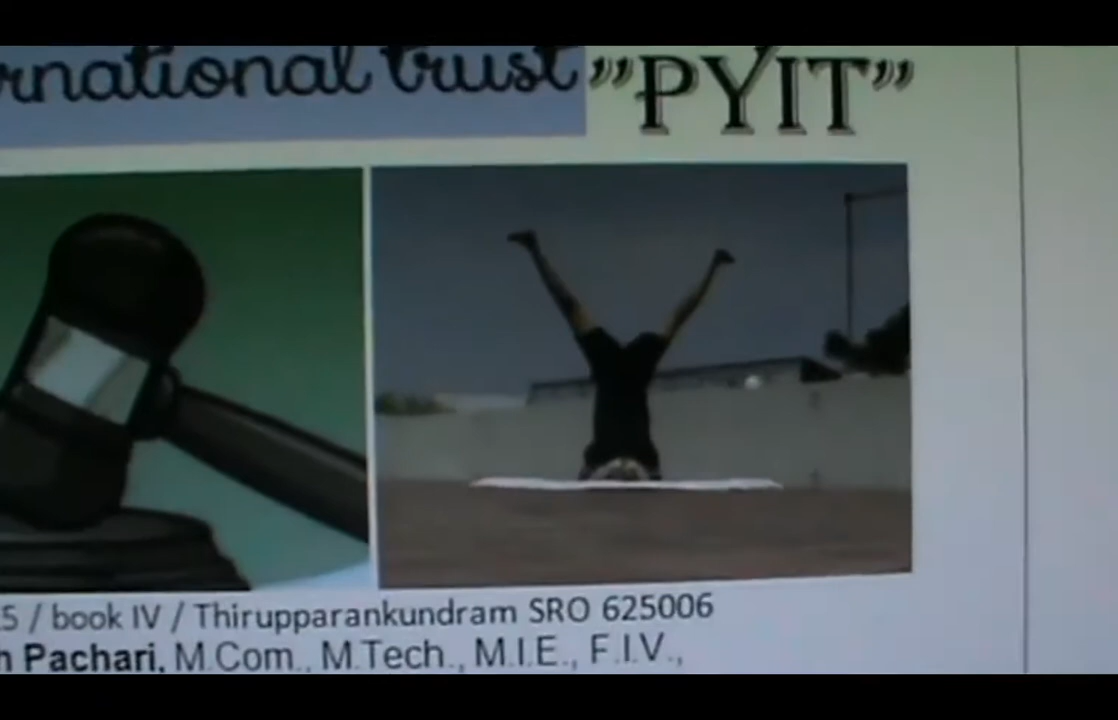 rnational trust "PYIT"
5 / book IV / Thirupparankundram SRO 625006
n Pachari, M.Com., M.Tech., M.I.E., F.I.V.,